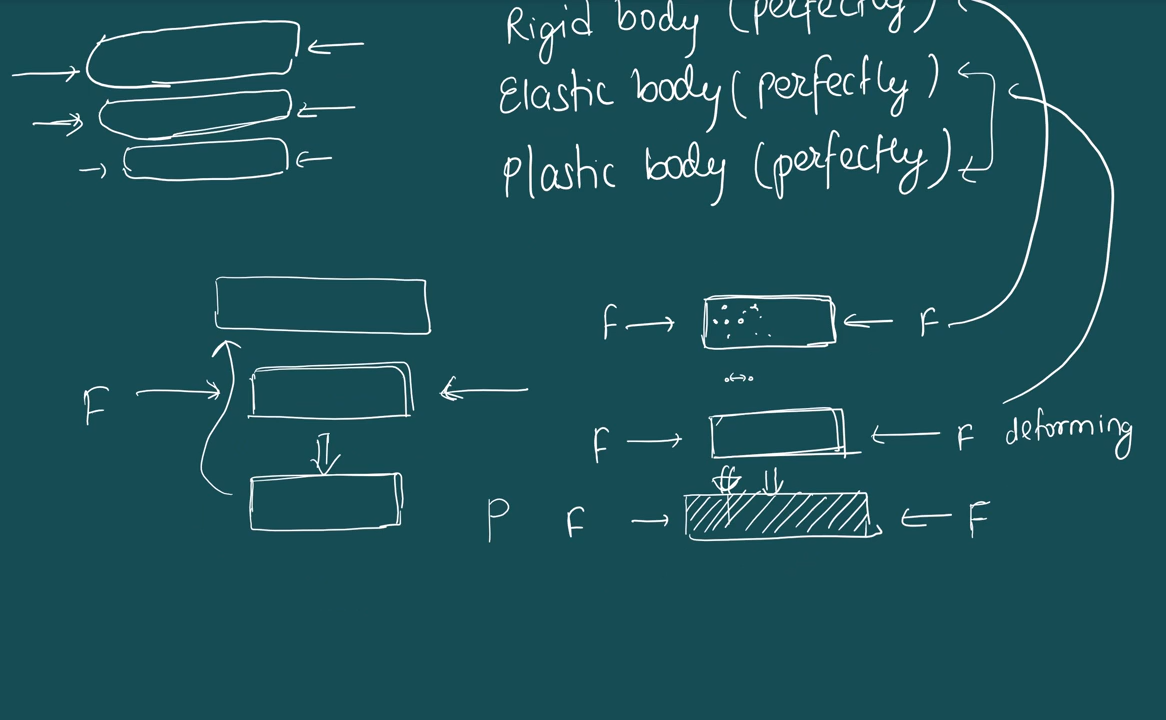 Rigid body (perfectly)
Elastic body (perfectly)
Plastic body (perfectly)
F F
F
F F deforming
P F F